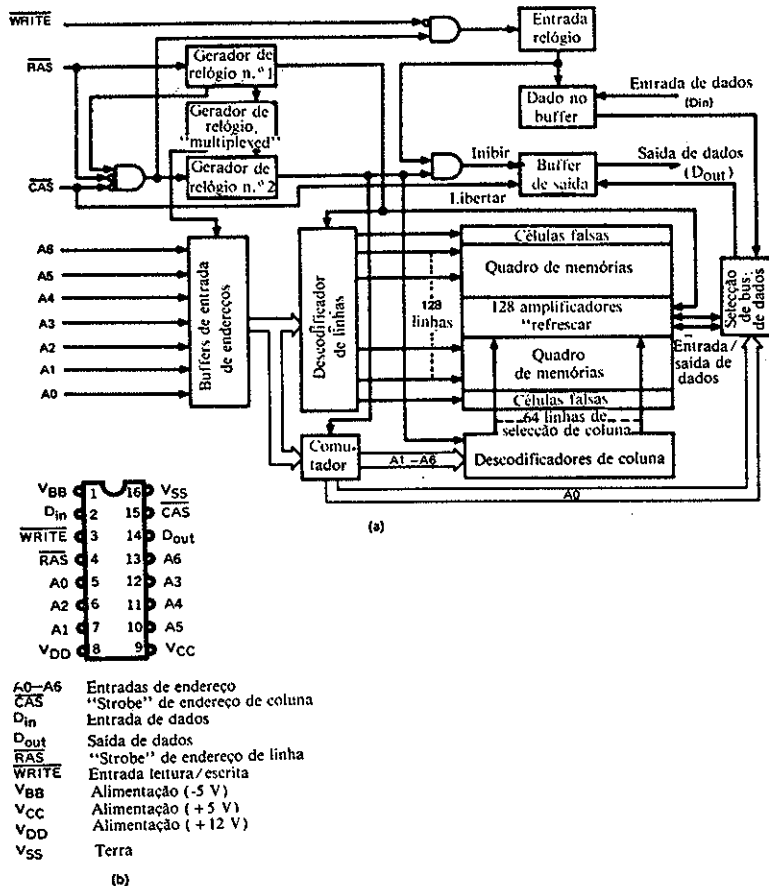 WRITE
Entrada
relógio
RAS
Gerador de
relógio n.º 1
Gerador de
relógio,
"multiplexed"
Gerador de
relógio n.º 2
CAS
Dado no
buffer
Entrada de dados
(Din)
Inibir
Buffer
de saída
Saída de dados
(Dout)
Libertar
A6
A5
A4
A3
A2
A1
A0
Buffers de entrada
de endereços
Descodificador
de linhas
128
linhas
Células falsas
Quadro de memórias
128 amplificadores
"refrescar
Quadro
de memórias
Células falsas
Selecção
de bus:
de dados
Entrada/
saída de
dados
64 linhas de
selecção de coluna
Comu-
tador
A1 –A6
Descodificadores de coluna
A0
(a)
VBB 1 16 VSS
Din 2 15 CAS
WRITE 3 14 Dout
RAS 4 13 A6
A0 5 12 A3
A2 6 11 A4
A1 7 10 A5
VDD 8 9 VCC
A0–A6 Entradas de endereço
CAS "Strobe" de endereço de coluna
Din Entrada de dados
Dout Saída de dados
RAS "Strobe" de endereço de linha
WRITE Entrada leitura/escrita
VBB Alimentação (-5 V)
VCC Alimentação (+5 V)
VDD Alimentação (+12 V)
VSS Terra
(b)